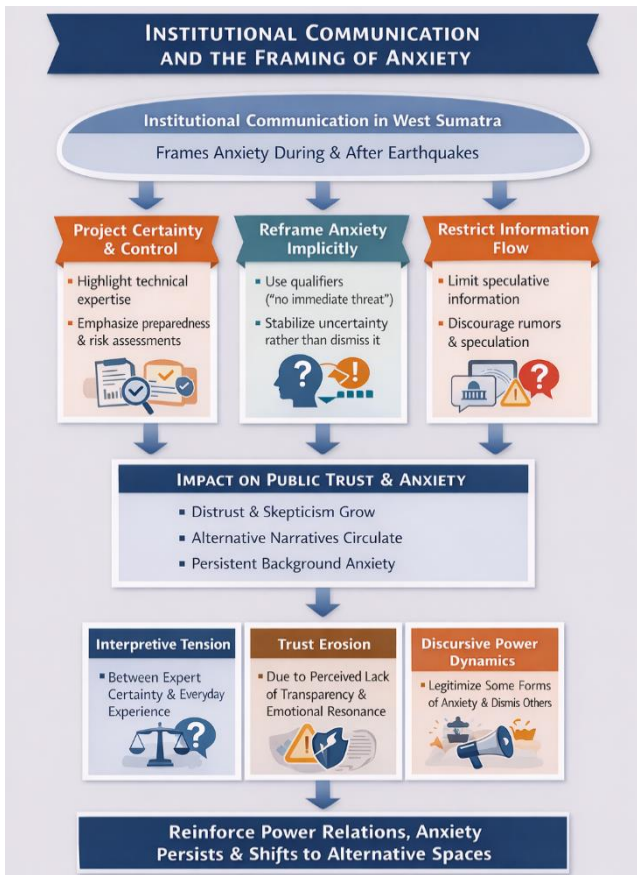 INSTITUTIONAL COMMUNICATION
AND THE FRAMING OF ANXIETY
Institutional Communication in West Sumatra
Frames Anxiety During & After Earthquakes
Project Certainty
& Control
▪ Highlight technical
expertise
▪ Emphasize preparedness
& risk assessments
Reframe Anxiety
Implicitly
▪ Use qualifiers
("no immediate threat")
▪ Stabilize uncertainty
rather than dismiss it
Restrict Information
Flow
▪ Limit speculative
information
▪ Discourage rumors
& speculation
IMPACT ON PUBLIC TRUST & ANXIETY
▪ Distrust & Skepticism Grow
▪ Alternative Narratives Circulate
▪ Persistent Background Anxiety
Interpretive Tension
▪ Between Expert
Certainty & Everyday
Experience
Trust Erosion
▪ Due to Perceived Lack
of Transparency &
Emotional Resonance
Discursive Power
Dynamics
▪ Legitimize Some Forms
of Anxiety & Dismis Others
Reinforce Power Relations, Anxiety
Persists & Shifts to Alternative Spaces